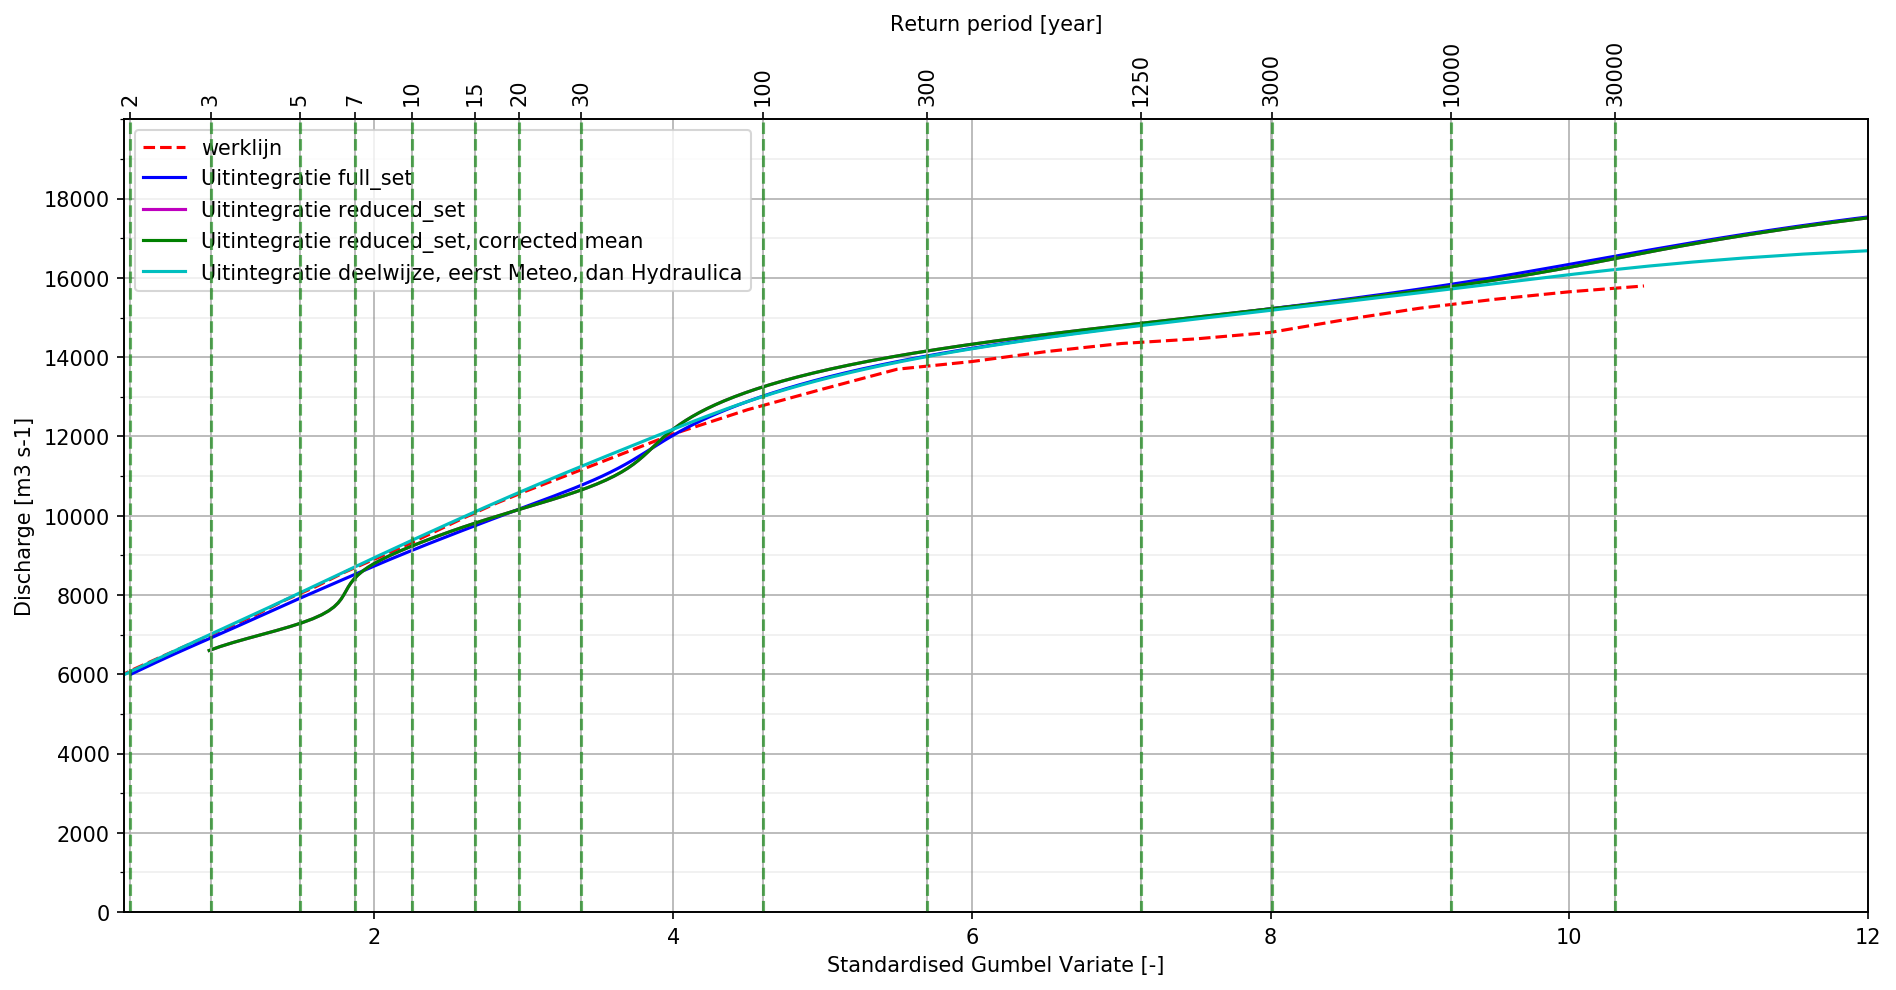 Return period [year]
2 3 5 7 10 15 20 30 100 300 1250 3000 10000 30000
werklijn
Uitintegratie full_set
Uitintegratie reduced_set
Uitintegratie reduced_set, corrected mean
Uitintegratie deelwijze, eerst Meteo, dan Hydraulica
18000
16000
14000
12000
10000
8000
6000
4000
2000
0
Discharge [m3 s-1]
2 4 6 8 10 12
Standardised Gumbel Variate [-]